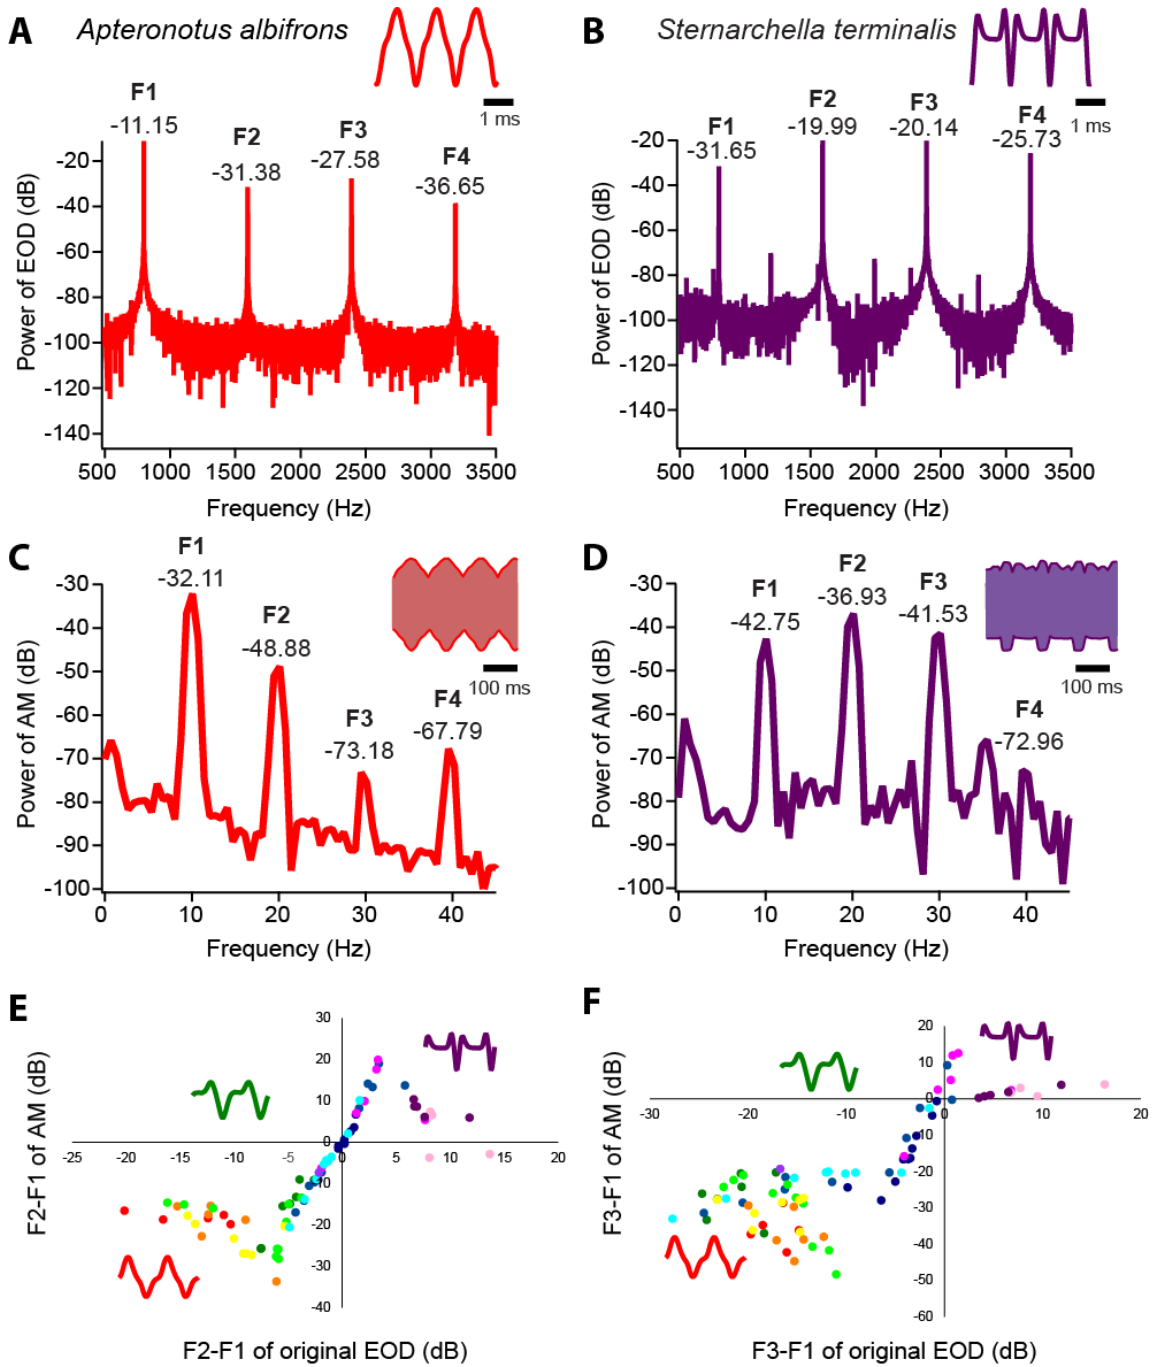 A
Apteronotus albifrons
1 ms
F1
-11.15
F2
-31.38
F3
-27.58
F4
-36.65
Power of EOD (dB)
-20
-40
-60
-80
-100
-120
-140
500 1000 1500 2000 2500 3000 3500
Frequency (Hz)
B
Sternarchella terminalis
1 ms
F1
-31.65
F2
-19.99
F3
-20.14
F4
-25.73
Power of EOD (dB)
-20
-40
-60
-80
-100
-120
-140
500 1000 1500 2000 2500 3000 3500
Frequency (Hz)
C
F1
-32.11
F2
-48.88
F3
-73.18
F4
-67.79
100 ms
Power of AM (dB)
-30
-40
-50
-60
-70
-80
-90
-100
0 10 20 30 40
Frequency (Hz)
D
F1
-42.75
F2
-36.93
F3
-41.53
F4
-72.96
100 ms
Power of AM (dB)
-30
-40
-50
-60
-70
-80
-90
-100
0 10 20 30 40
Frequency (Hz)
E
F2-F1 of AM (dB)
30
20
10
0
-10
-20
-30
-40
-25 -20 -15 -10 -5 0 5 10 15 20
F2-F1 of original EOD (dB)
F
F3-F1 of AM (dB)
20
10
0
10
-20
-30
-40
-50
-60
-30 -20 -10 0 10 20
F3-F1 of original EOD (dB)